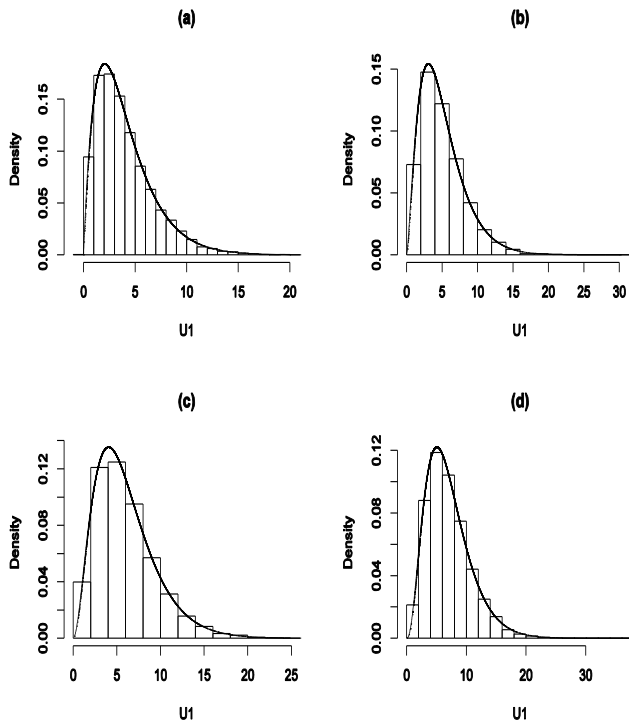 (a)
Density
0.00 0.05 0.10 0.15
0 5 10 15 20
U1
(b)
Density
0.00 0.05 0.10 0.15
0 5 10 15 20 25 30
U1
(c)
Density
0.00 0.04 0.08 0.12
0 5 10 15 20 25
U1
(d)
Density
0.00 0.04 0.08 0.12
0 10 20 30
U1